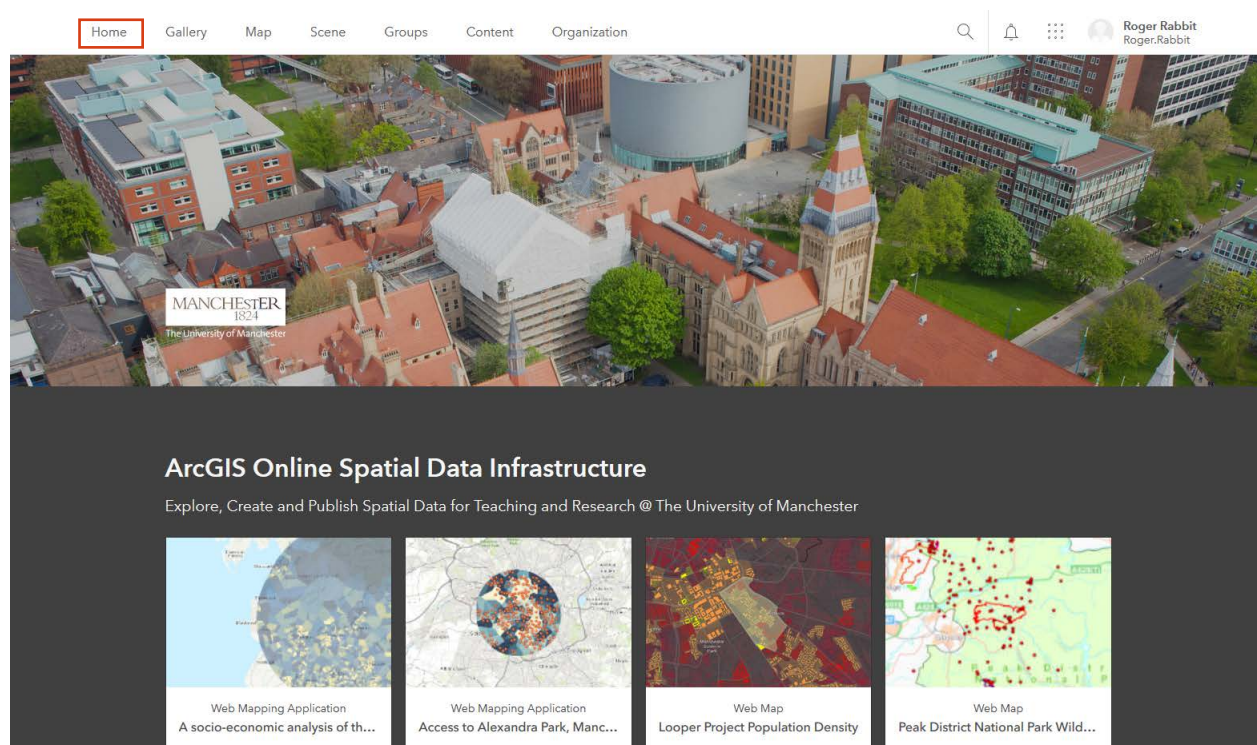 Home Gallery Map Scene Groups Content Organization
Roger Rabbit
Roger.Rabbit
MANCHESTER
1824
The University of Manchester
ArcGIS Online Spatial Data Infrastructure
Explore, Create and Publish Spatial Data for Teaching and Research @ The University of Manchester
Web Mapping Application
A socio-economic analysis of th...
Web Mapping Application
Access to Alexandra Park, Manc...
Web Map
Looper Project Population Density
Web Map
Peak District National Park Wild...